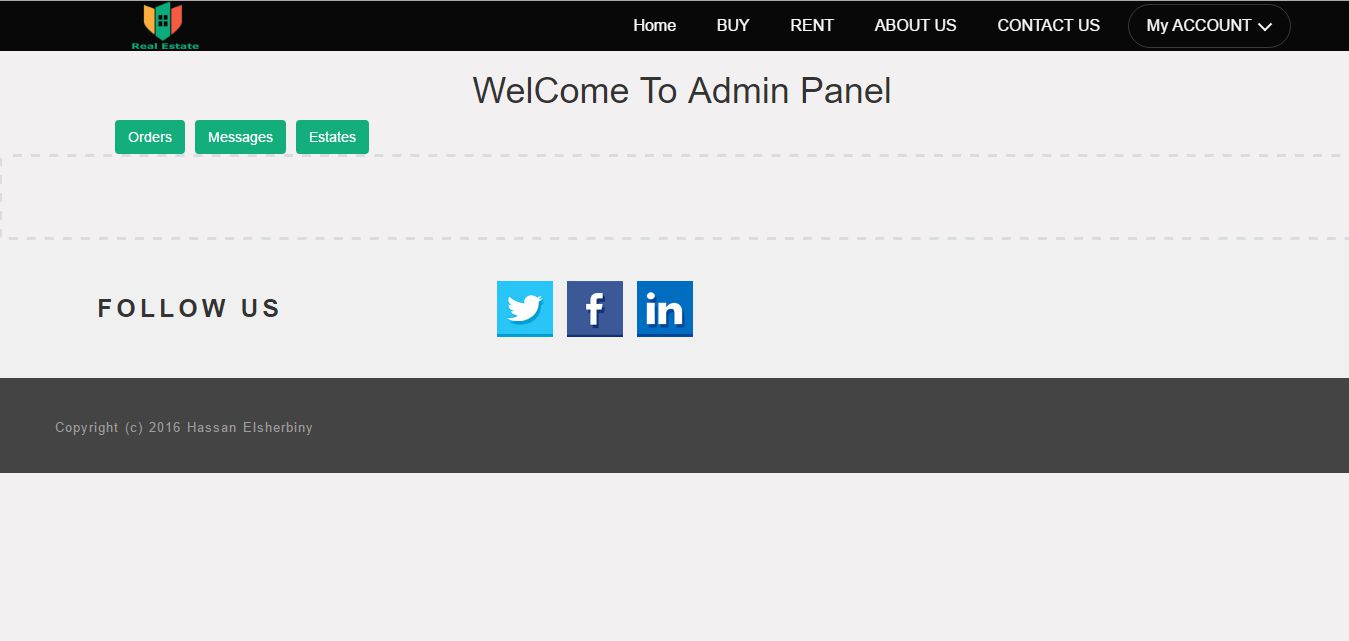 Real Estate
Home BUY RENT ABOUT US CONTACT US My ACCOUNT
WelCome To Admin Panel
Orders Messages Estates
FOLLOW US
f in
Copyright (c) 2016 Hassan Elsherbiny